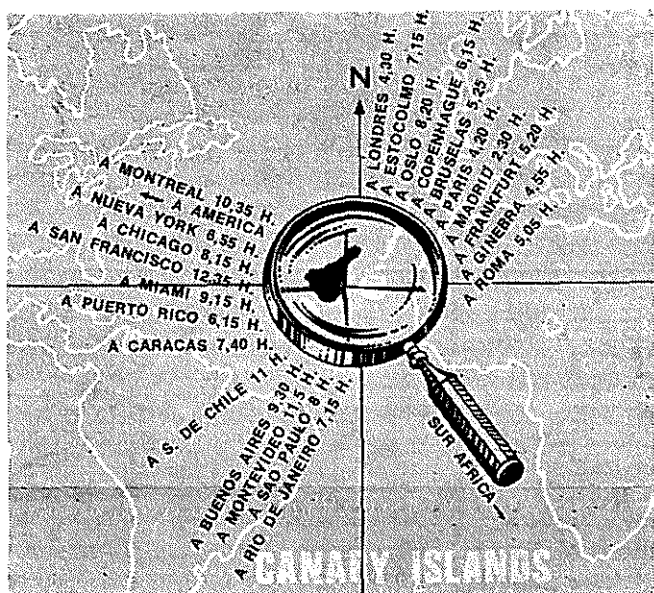 N
A LONDRES 4,30 H.
A ESTOCOLMO 7,15 H.
A OSLO 8,20 H.
A COPENHAGUE 6,15 H.
A BRUSELAS 5,25 H.
A PARIS 4,20 H.
A MADRID 2,30 H.
A FRANKFURT 5,20 H.
A GINEBRA 4,55 H.
A ROMA 5,05 H.
A MONTREAL 10,35 H.
← A AMERICA
A NUEVA YORK 6,55 H.
A CHICAGO 8,15 H.
A SAN FRANCISCO 12,35 H.
A MIAMI 9,15 H.
A PUERTO RICO 6,15 H.
A CARACAS 7,40 H.
A S. DE CHILE 11 H.
A BUENOS AIRES 9,30 H.
A MONTEVIDEO 11,5 H.
A SAO PAULO 8 H.
A RIO DE JANEIRO 7,15 H.
SUR AFRICA →
CANARY ISLANDS